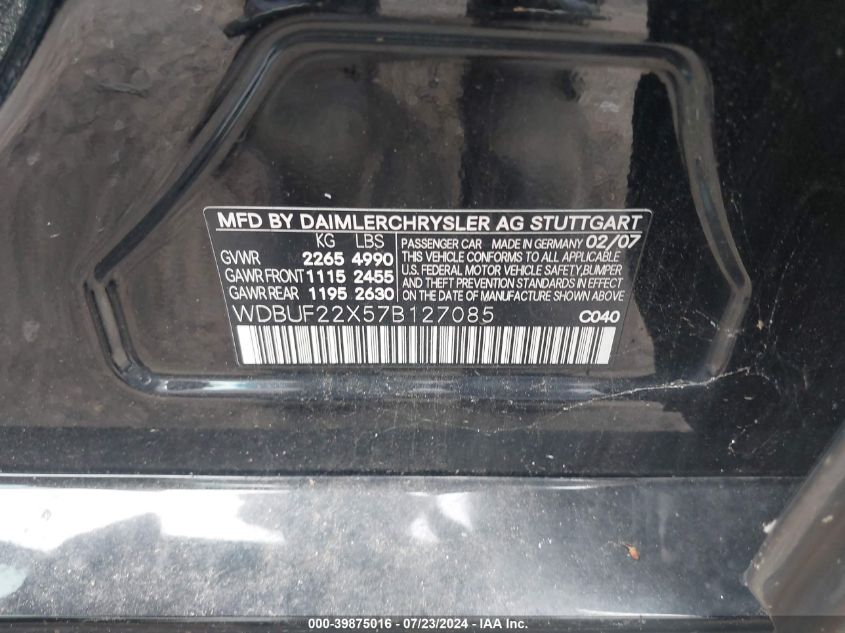 MFD BY DAIMLERCHRYSLER AG STUTTGART
KG LBS
GVWR 2265 4990
GAWR FRONT 1115 2455
GAWR REAR 1195 2630
PASSENGER CAR MADE IN GERMANY 02/07
THIS VEHICLE CONFORMS TO ALL APPLICABLE
U.S. FEDERAL MOTOR VEHICLE SAFETY,BUMPER
AND THEFT PREVENTION STANDARDS IN EFFECT
ON THE DATE OF MANUFACTURE SHOWN ABOVE.
WDBUF22X57B127085 C040
000-39875016 - 07/23/2024 - IAA Inc.